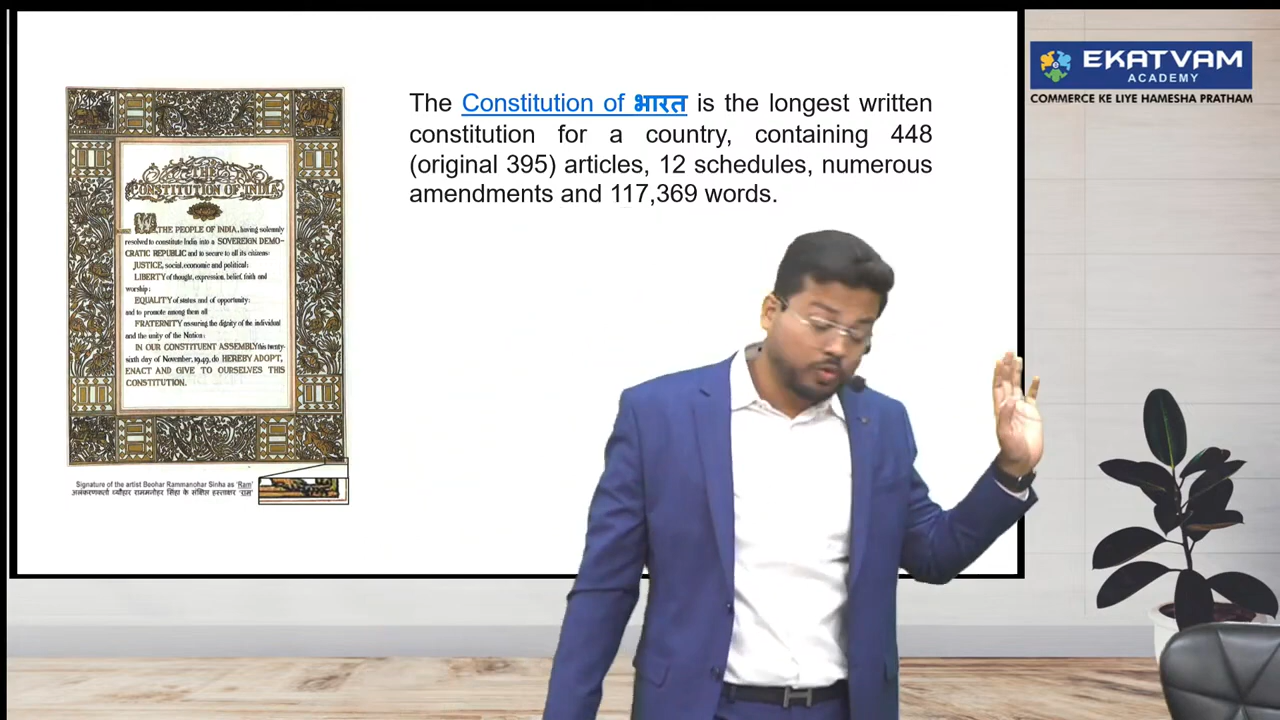 EKATVAM
ACADEMY
COMMERCE KE LIYE HAMESHA PRATHAM
The Constitution of भारत is the longest written
constitution for a country, containing 448
(original 395) articles, 12 schedules, numerous
amendments and 117,369 words.
THE
CONSTITUTION OF INDIA
WE, THE PEOPLE OF INDIA, having solemnly
resolved to constitute India into a SOVEREIGN DEMO-
CRATIC REPUBLIC and to secure to all its citizens:
JUSTICE, social, economic and political;
LIBERTY of thought, expression, belief, faith and
worship;
EQUALITY of status and of opportunity;
and to promote among them all
FRATERNITY assuring the dignity of the individual
and the unity of the Nation;
IN OUR CONSTITUENT ASSEMBLY this twenty-
sixth day of November, 1949, do HEREBY ADOPT,
ENACT AND GIVE TO OURSELVES THIS
CONSTITUTION.
Signature of the artist Beohar Rammanohar Sinha as 'Ram'
अलंकरणकर्ता ब्यौहार राममनोहर सिंहा के संक्षिप्त हस्ताक्षर 'राम'